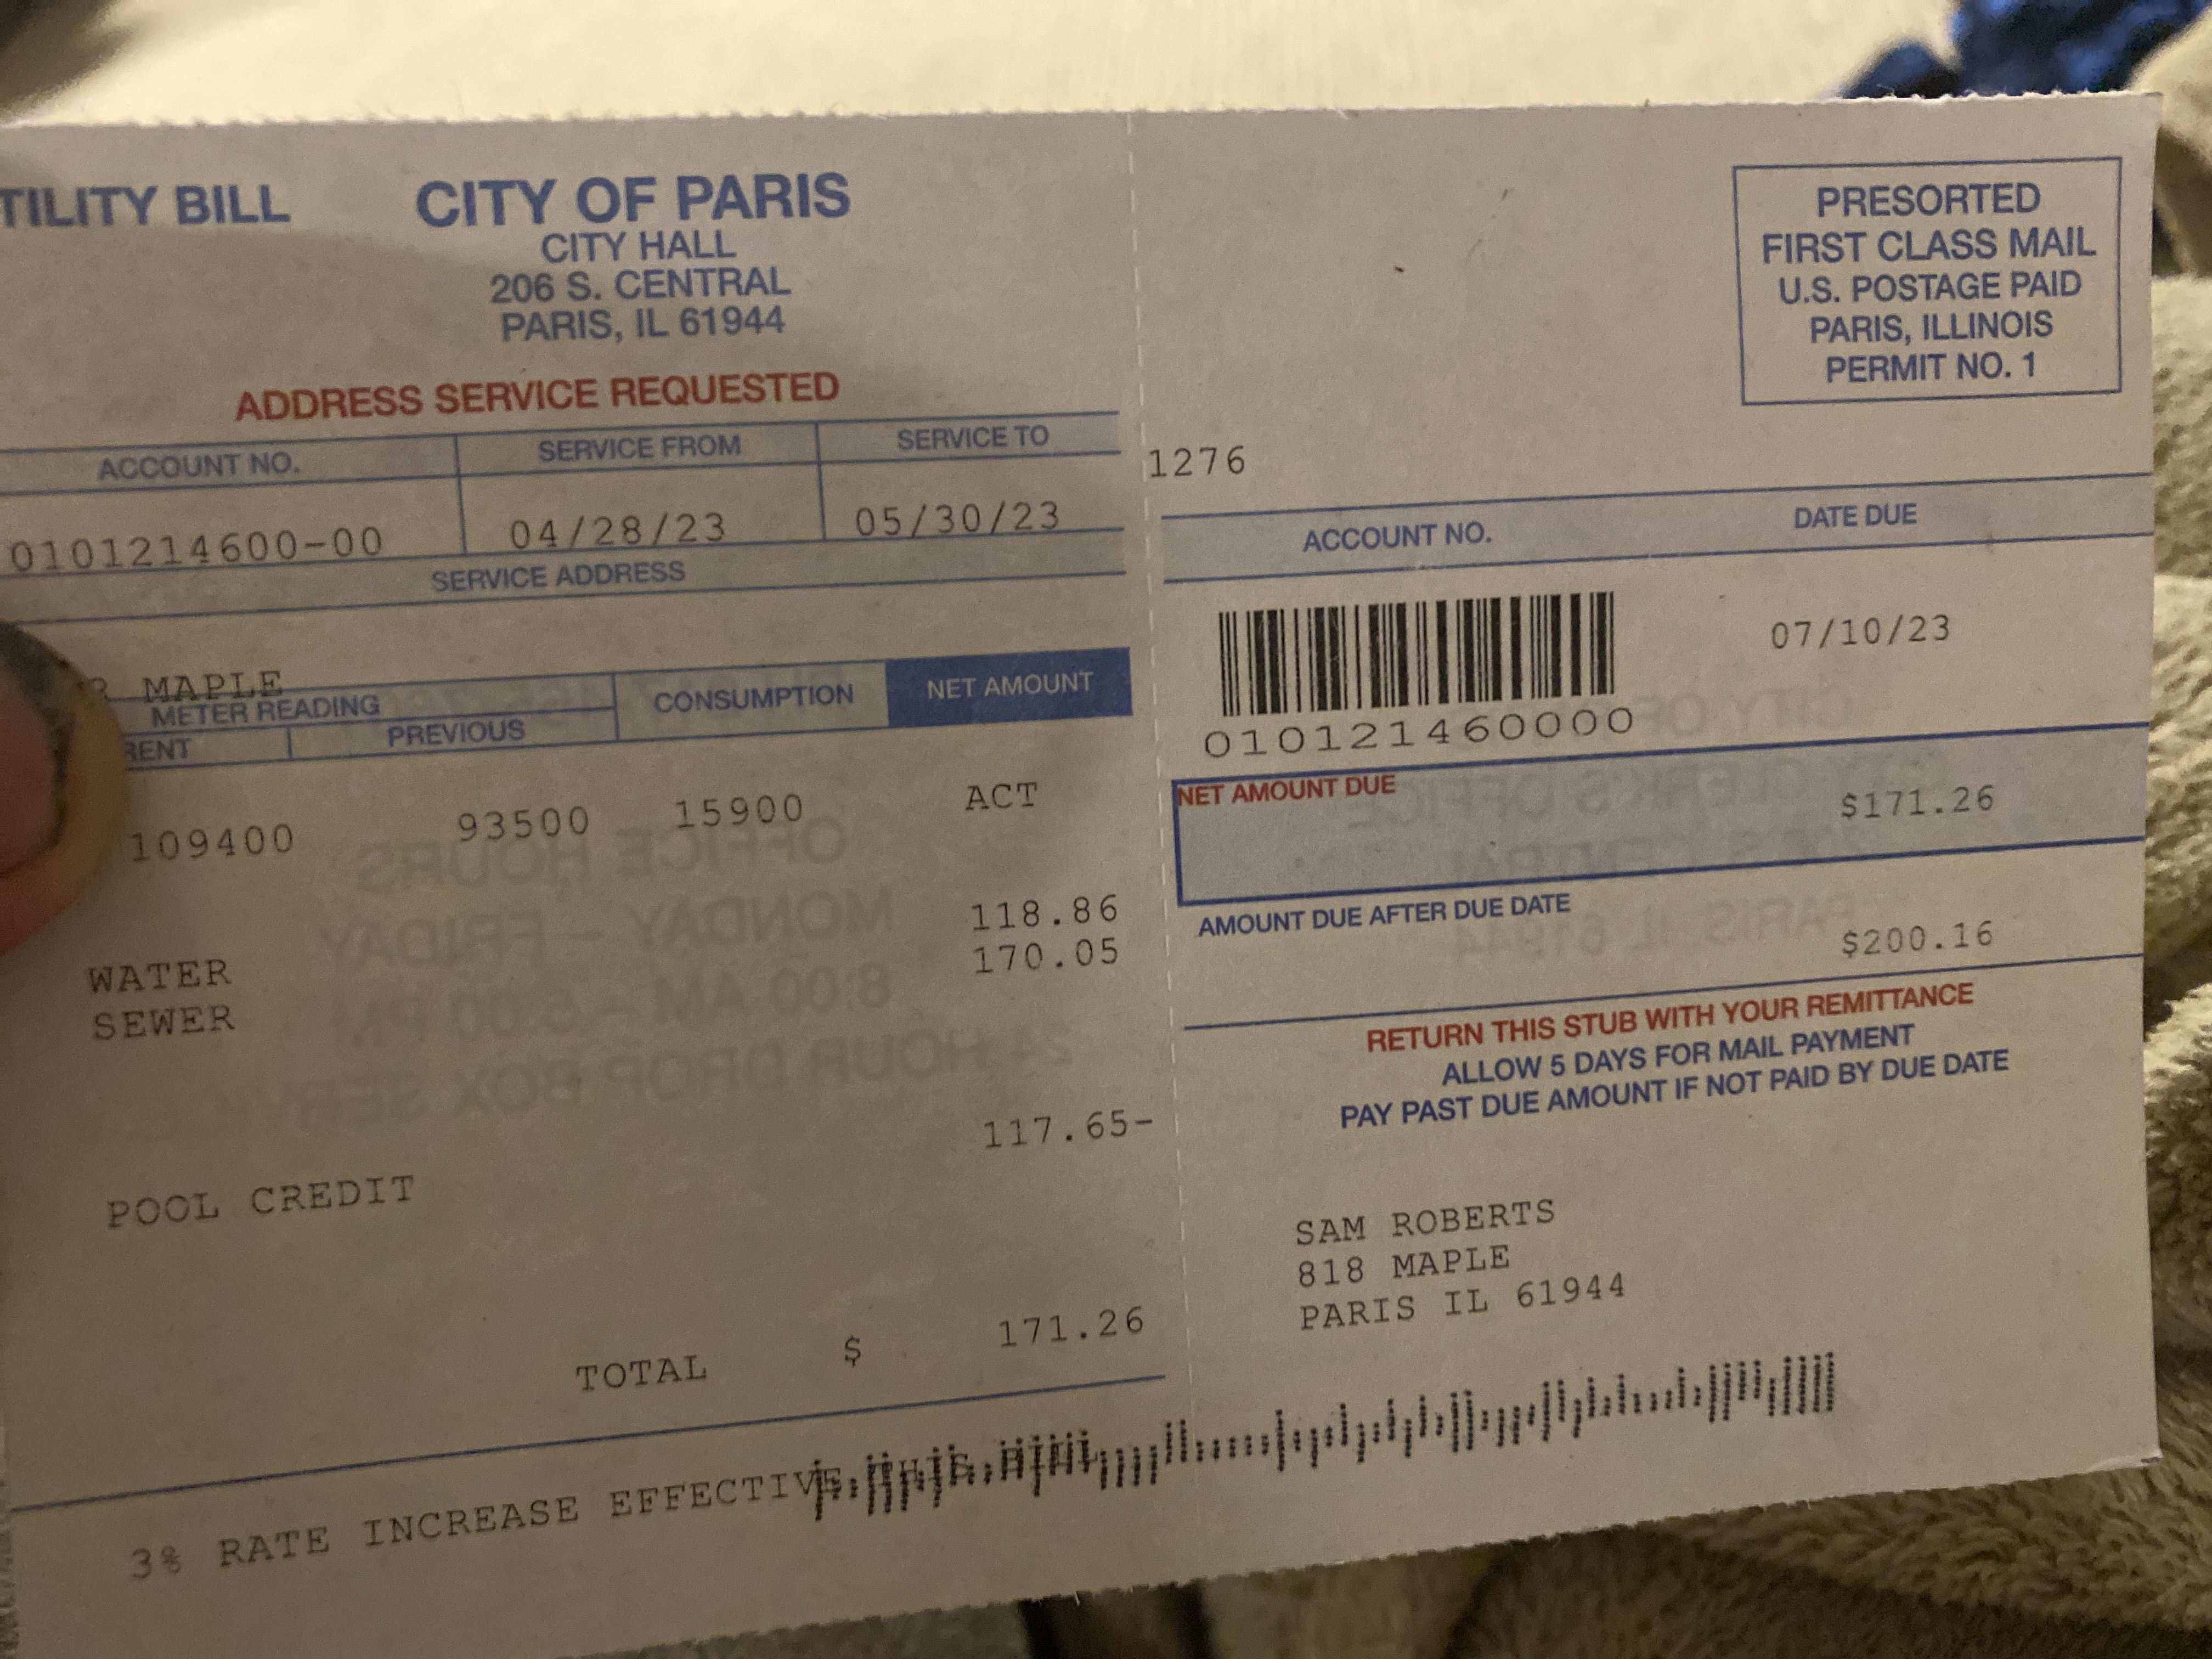 TILITY BILL CITY OF PARIS
CITY HALL
206 S. CENTRAL
PARIS, IL 61944
ADDRESS SERVICE REQUESTED
ACCOUNT NO. SERVICE FROM SERVICE TO
0101214600-00 04/28/23 05/30/23
SERVICE ADDRESS
MAPLE
METER READING CONSUMPTION NET AMOUNT
RENT PREVIOUS
109400 93500 15900 ACT
WATER 118.86
SEWER 170.05
POOL CREDIT 117.65-
TOTAL $ 171.26
3% RATE INCREASE EFFECTIVE
PRESORTED
FIRST CLASS MAIL
U.S. POSTAGE PAID
PARIS, ILLINOIS
PERMIT NO. 1
1276
ACCOUNT NO. DATE DUE
07/10/23
010121460000
NET AMOUNT DUE $171.26
AMOUNT DUE AFTER DUE DATE $200.16
RETURN THIS STUB WITH YOUR REMITTANCE
ALLOW 5 DAYS FOR MAIL PAYMENT
PAY PAST DUE AMOUNT IF NOT PAID BY DUE DATE
SAM ROBERTS
818 MAPLE
PARIS IL 61944